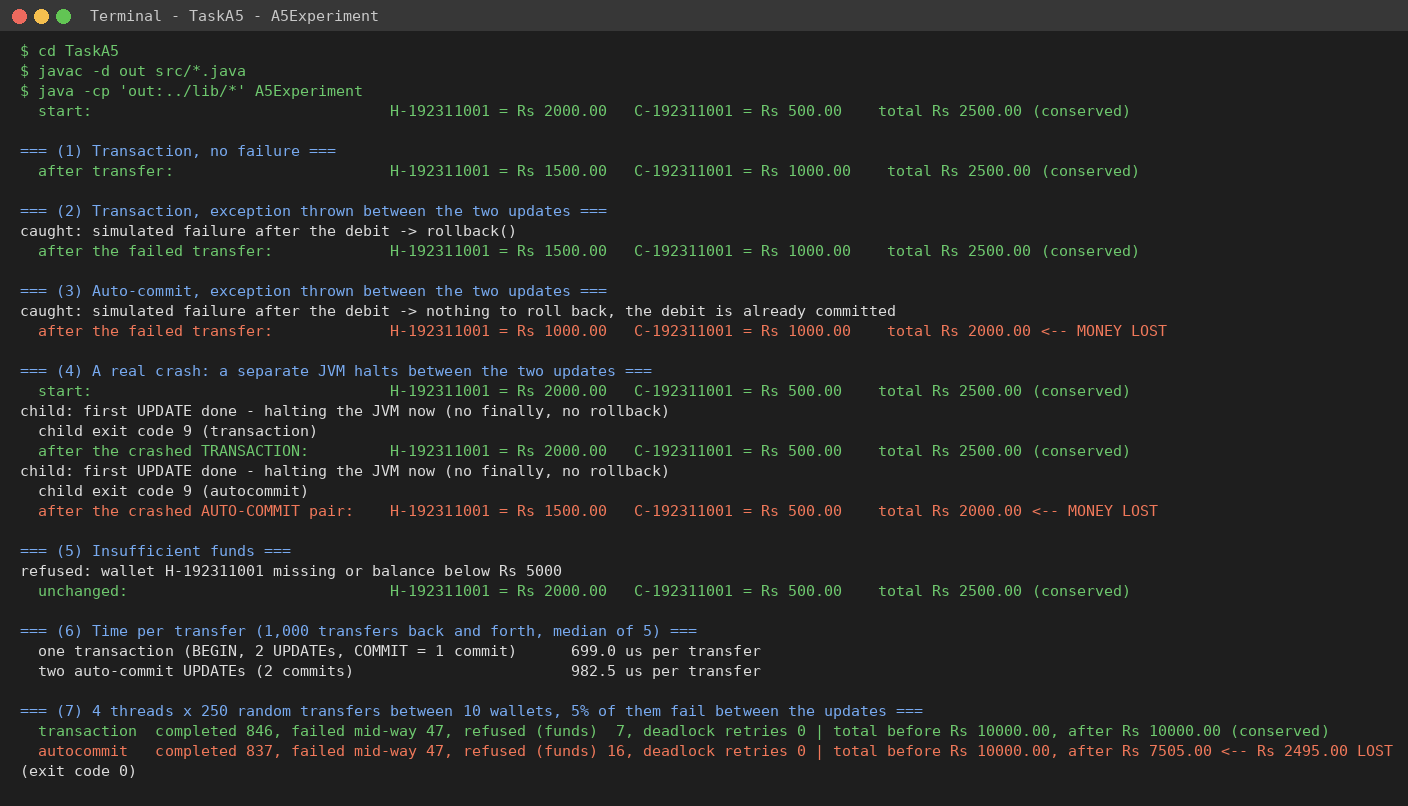 Terminal - TaskA5 - A5Experiment
$ cd TaskA5
$ javac -d out src/*.java
$ java -cp 'out:../lib/*' A5Experiment
  start:                                 H-192311001 = Rs 2000.00   C-192311001 = Rs 500.00    total Rs 2500.00 (conserved)

=== (1) Transaction, no failure ===
  after transfer:                        H-192311001 = Rs 1500.00   C-192311001 = Rs 1000.00    total Rs 2500.00 (conserved)

=== (2) Transaction, exception thrown between the two updates ===
caught: simulated failure after the debit -> rollback()
  after the failed transfer:             H-192311001 = Rs 1500.00   C-192311001 = Rs 1000.00    total Rs 2500.00 (conserved)

=== (3) Auto-commit, exception thrown between the two updates ===
caught: simulated failure after the debit -> nothing to roll back, the debit is already committed
  after the failed transfer:             H-192311001 = Rs 1000.00   C-192311001 = Rs 1000.00    total Rs 2000.00 <-- MONEY LOST

=== (4) A real crash: a separate JVM halts between the two updates ===
  start:                                 H-192311001 = Rs 2000.00   C-192311001 = Rs 500.00    total Rs 2500.00 (conserved)
child: first UPDATE done - halting the JVM now (no finally, no rollback)
  child exit code 9 (transaction)
  after the crashed TRANSACTION:         H-192311001 = Rs 2000.00   C-192311001 = Rs 500.00    total Rs 2500.00 (conserved)
child: first UPDATE done - halting the JVM now (no finally, no rollback)
  child exit code 9 (autocommit)
  after the crashed AUTO-COMMIT pair:    H-192311001 = Rs 1500.00   C-192311001 = Rs 500.00    total Rs 2000.00 <-- MONEY LOST

=== (5) Insufficient funds ===
refused: wallet H-192311001 missing or balance below Rs 5000
  unchanged:                             H-192311001 = Rs 2000.00   C-192311001 = Rs 500.00    total Rs 2500.00 (conserved)

=== (6) Time per transfer (1,000 transfers back and forth, median of 5) ===
  one transaction (BEGIN, 2 UPDATEs, COMMIT = 1 commit)      699.0 us per transfer
  two auto-commit UPDATEs (2 commits)                        982.5 us per transfer

=== (7) 4 threads x 250 random transfers between 10 wallets, 5% of them fail between the updates ===
  transaction  completed 846, failed mid-way 47, refused (funds)  7, deadlock retries 0 | total before Rs 10000.00, after Rs 10000.00 (conserved)
  autocommit   completed 837, failed mid-way 47, refused (funds) 16, deadlock retries 0 | total before Rs 10000.00, after Rs 7505.00 <-- Rs 2495.00 LOST
(exit code 0)